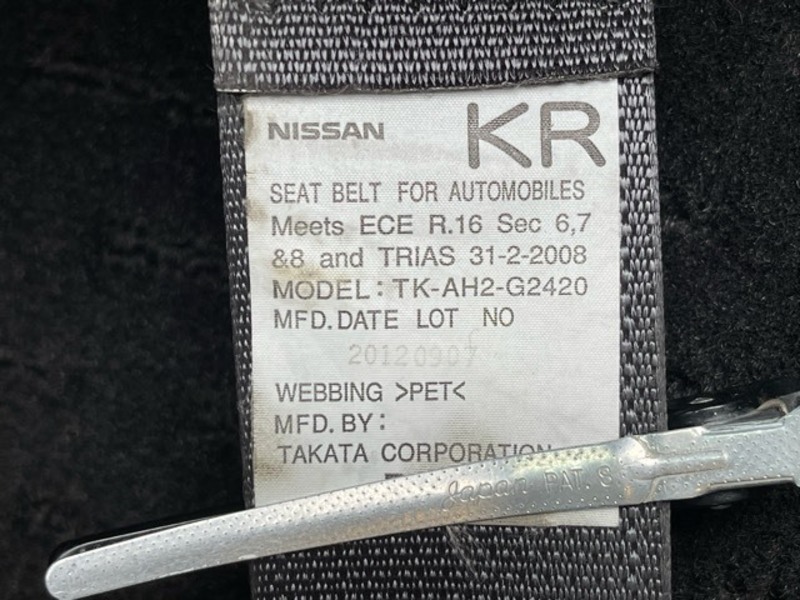 NISSAN KR
SEAT BELT FOR AUTOMOBILES
Meets ECE R.16 Sec 6,7
&8 and TRIAS 31-2-2008
MODEL : TK-AH2-G2420
MFD.DATE LOT NO
20120907
WEBBING >PET<
MFD. BY :
TAKATA CORPORATION
Japan PAT. S